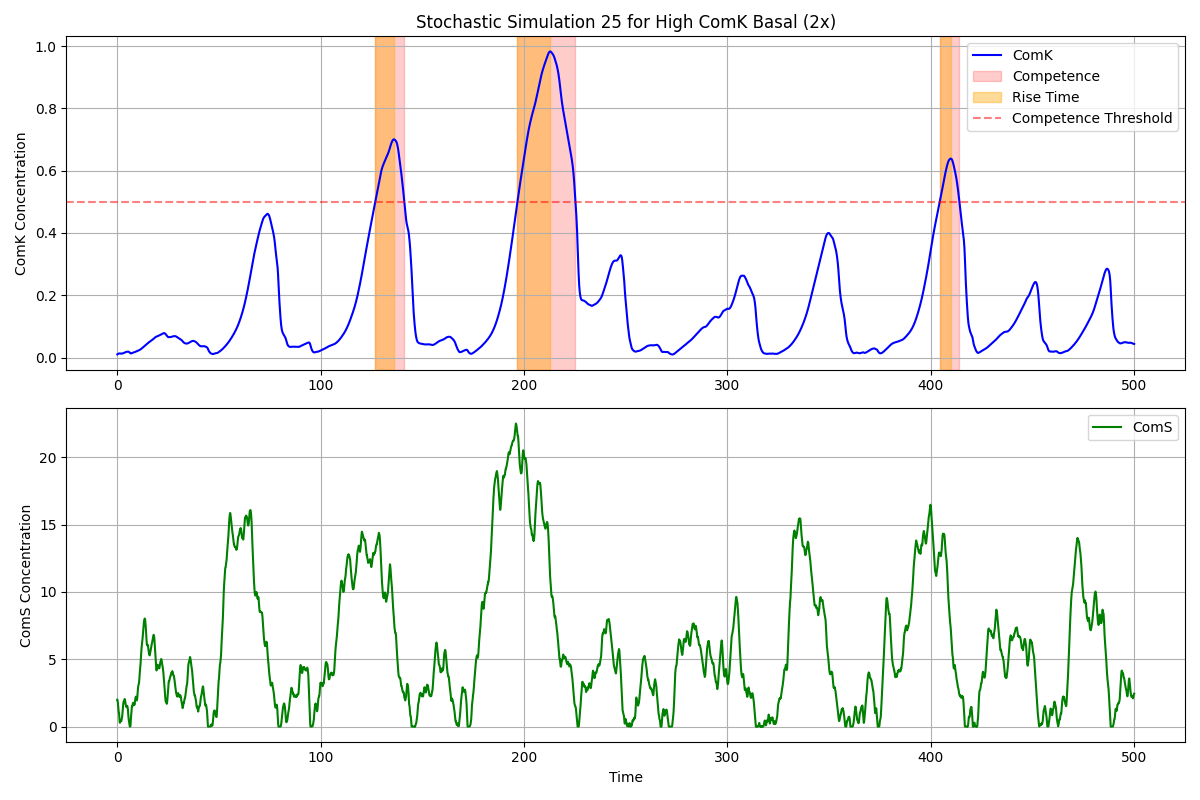 Stochastic Simulation 25 for High ComK Basal (2x)
ComK Concentration
1.0
0.8
0.6
0.4
0.2
0.0
ComK
Competence
Rise Time
Competence Threshold
0 100 200 300 400 500
ComS Concentration
20
15
10
5
0
ComS
0 100 200 300 400 500
Time